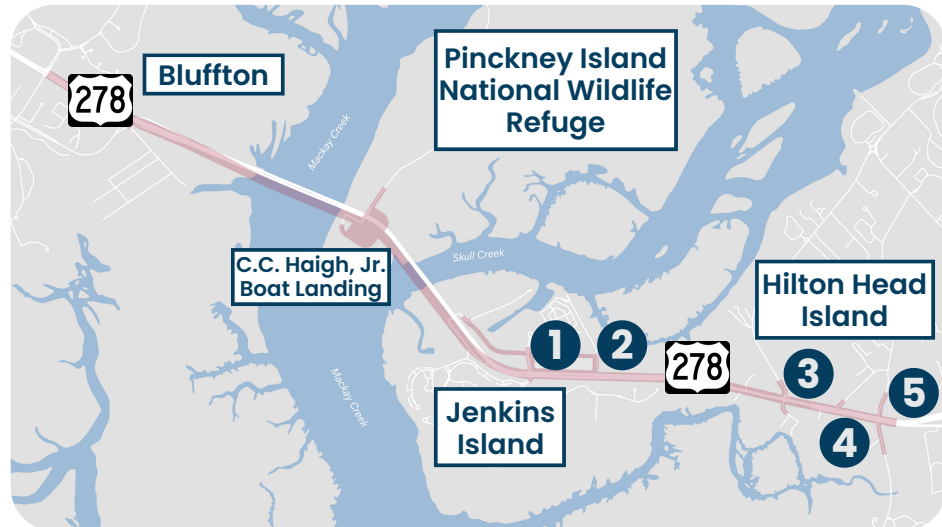 Bluffton
278
Pinckney Island
National Wildlife
Refuge
Mackay Creek
C.C. Haigh, Jr.
Boat Landing
Skull Creek
Hilton Head
Island
1
2
278
3
5
4
Jenkins
Island
Mackay Creek